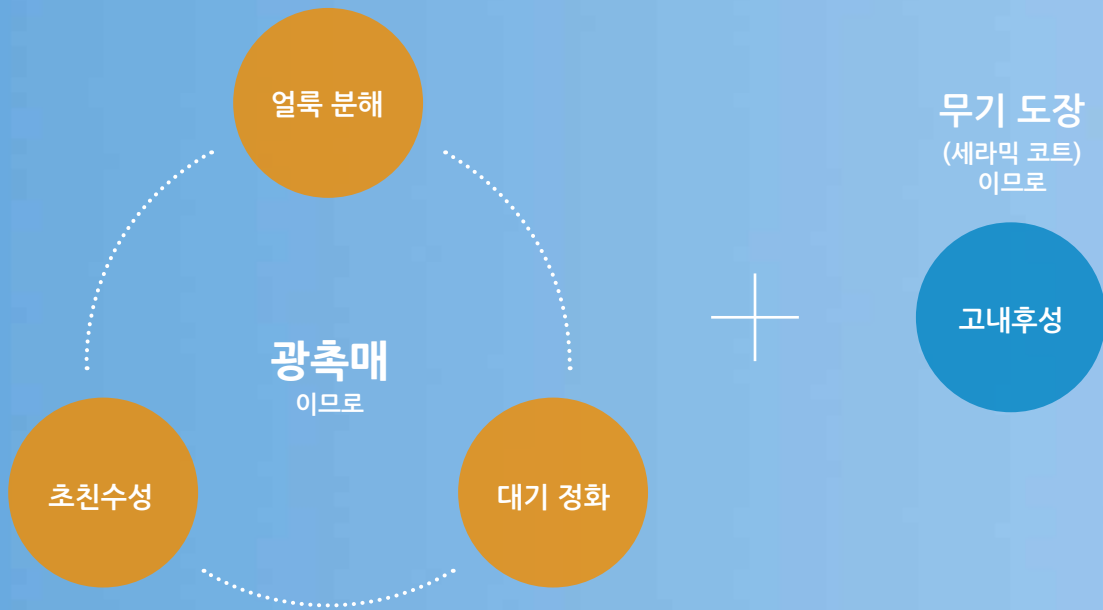 얼룩 분해
광촉매
이므로
초친수성
대기 정화
무기 도장
(세라믹 코트)
이므로
고내후성